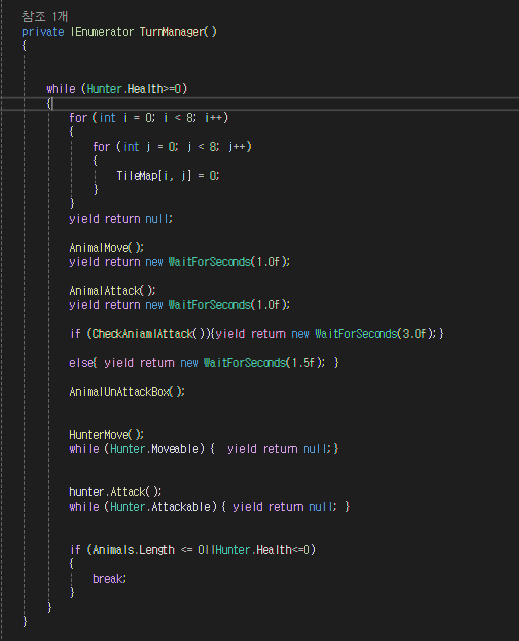 참조 1개
private IEnumerator TurnManager()
{
while (Hunter.Health>=0)
{
for (int i = 0; i < 8; i++)
{
for (int j = 0; j < 8; j++)
{
TileMap[i, j] = 0;
}
}
yield return null;
AnimalMove();
yield return new WaitForSeconds(1.0f);
AnimalAttack();
yield return new WaitForSeconds(1.0f);
if (CheckAniamlAttack()){yield return new WaitForSeconds(3.0f);}
else{ yield return new WaitForSeconds(1.5f); }
AnimalUnAttackBox();
HunterMove();
while (Hunter.Moveable) {  yield return null;}
hunter.Attack();
while (Hunter.Attackable) { yield return null; }
if (Animals.Length <= 0||Hunter.Health<=0)
{
break;
}
}
}